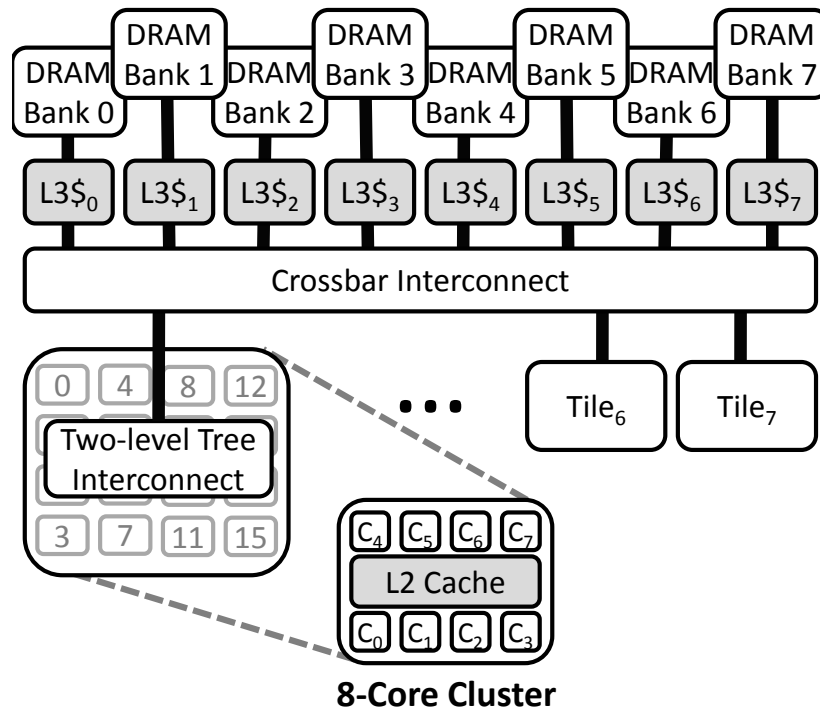 DRAM
Bank 0
DRAM
Bank 1
DRAM
Bank 2
DRAM
Bank 3
DRAM
Bank 4
DRAM
Bank 5
DRAM
Bank 6
DRAM
Bank 7
L3$₀ L3$₁ L3$₂ L3$₃ L3$₄ L3$₅ L3$₆ L3$₇
Crossbar Interconnect
0 4 8 12
Two-level Tree
Interconnect
3 7 11 15
...
Tile₆ Tile₇
C₄ C₅ C₆ C₇
L2 Cache
C₀ C₁ C₂ C₃
8-Core Cluster